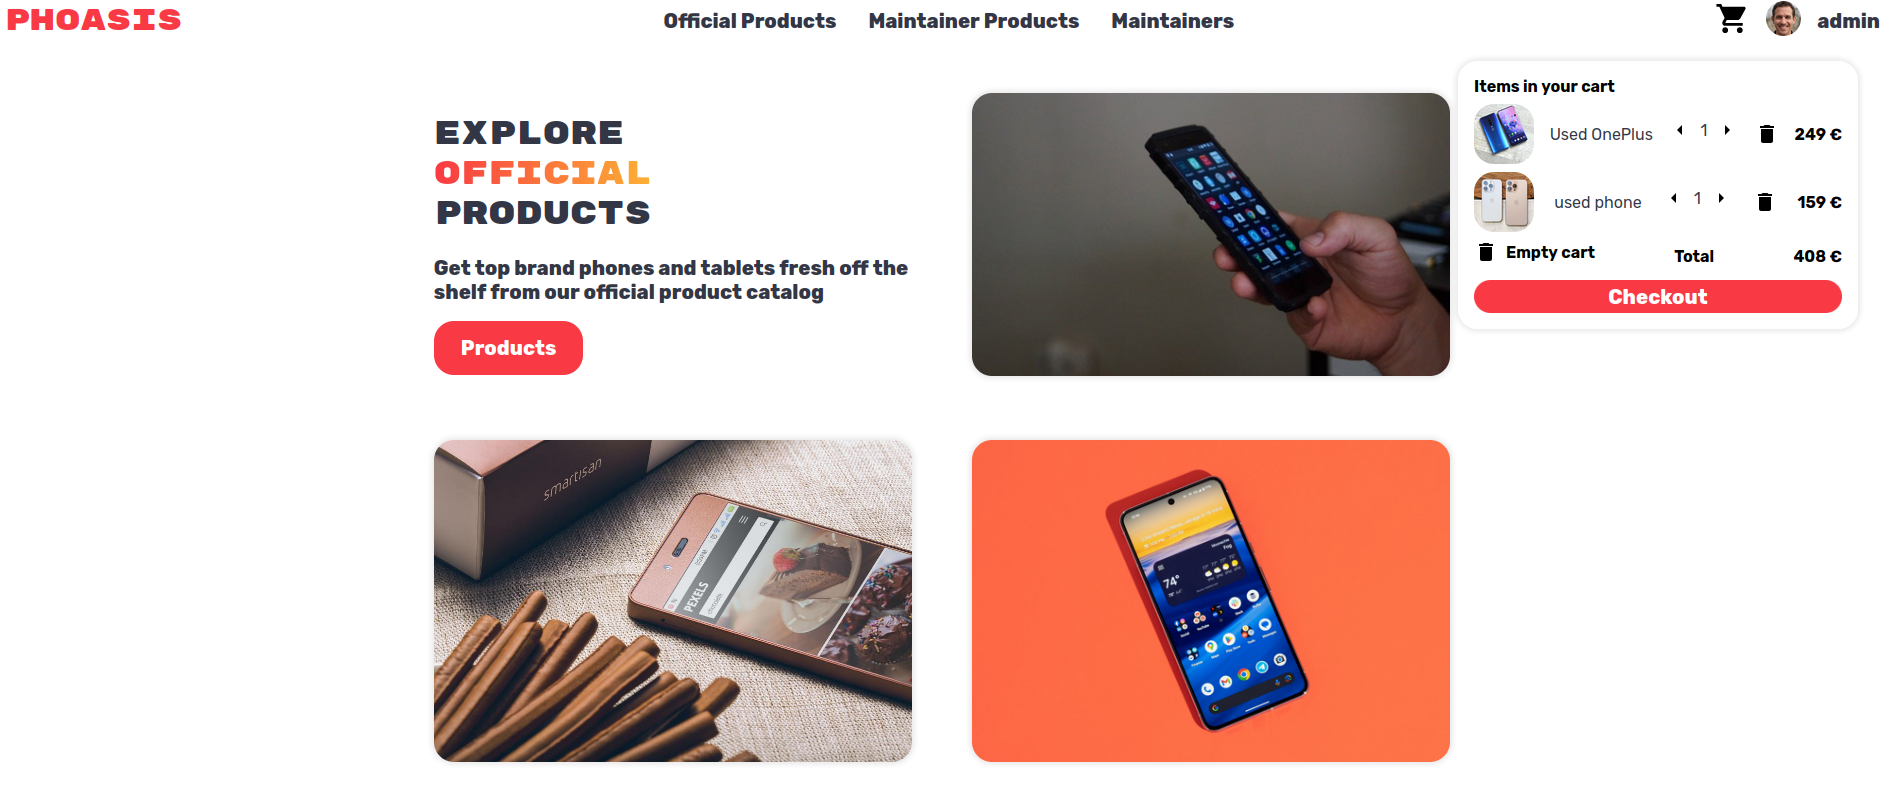 PHOASIS
Official Products
Maintainer Products
Maintainers
admin
Items in your cart
Used OnePlus
1
249 €
used phone
1
159 €
Empty cart
Total
408 €
Checkout
EXPLORE
OFFICIAL
PRODUCTS
Get top brand phones and tablets fresh off the
shelf from our official product catalog
Products
smartisan
PEXELS
74°